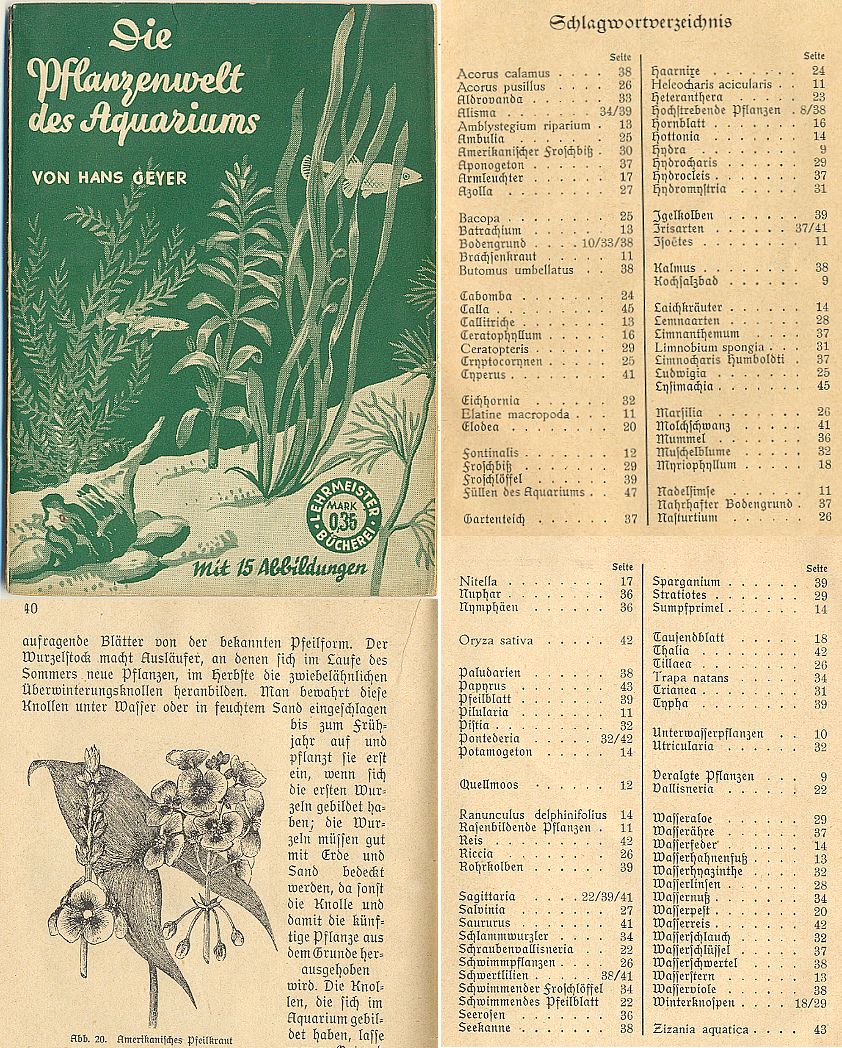 Die
Pflanzenwelt
des Aquariums
VON HANS GEYER
LEHRMEISTER
MARK
0,35
BÜCHEREI
Mit 15 Abbildungen
Schlagwortverzeichnis
Seite
Acorus calamus . . . . 38
Acorus pusillus . . . . 26
Aldrovanda . . . . 33
Alisma . . . . 34/39
Amblystegium riparium . 13
Ambulia . . . . 25
Amerikanischer Froschbiß . 30
Aponogeton . . . . 37
Armleuchter . . . . 17
Azolla . . . . 27
Bacopa . . . . 25
Batrachium . . . . 13
Bodengrund . . . . 10/33/38
Brachsenkraut . . . . 11
Butomus umbellatus . . 38
Cabomba . . . . 24
Calla . . . . 45
Callitriche . . . . 13
Ceratophyllum . . . . 16
Ceratopteris . . . . 29
Cryptocorynen . . . . 25
Cyperus . . . . 41
Eichhornia . . . . 32
Elatine macropoda . . . 11
Elodea . . . . 20
Fontinalis . . . . 12
Froschbiß . . . . 29
Froschlöffel . . . . 39
Füllen des Aquariums . . 47
Gartenteich . . . . 37
Seite
Haarnixe . . . . 24
Heleocharis acicularis . . 11
Heteranthera . . . . 23
Hochstrebende Pflanzen . 8/38
Hornblatt . . . . 16
Hottonia . . . . 14
Hydra . . . . 9
Hydrocharis . . . . 29
Hydrocleis . . . . 37
Hydromystria . . . . 31
Igelkolben . . . . 39
Irisarten . . . . 37/41
Isoëtes . . . . 11
Kalmus . . . . 38
Kochsalzbad . . . . 9
Laichkräuter . . . . 14
Lemnaarten . . . . 28
Limnanthemum . . . . 37
Limnobium spongia . . . 31
Limnocharis Humboldti . 37
Ludwigia . . . . 25
Lysimachia . . . . 45
Marsilia . . . . 26
Moschschwanz . . . . 41
Mummel . . . . 36
Muschelblume . . . . 32
Myriophyllum . . . . 18
Nadelsimse . . . . 11
Nahrhafter Bodengrund . 37
Nasturtium . . . . 26
40
aufragende Blätter von der bekannten Pfeilform. Der
Wurzelstock macht Ausläufer, an denen sich im Laufe des
Sommers neue Pflanzen, im Herbste die zwiebelähnlichen
Überwinterungsknollen heranbilden. Man bewahrt diese
Knollen unter Wasser oder in feuchtem Sand eingeschlagen
bis zum Früh-
jahr auf und
pflanzt sie erst
ein, wenn sich
die ersten Wur-
zeln gebildet ha-
ben; die Wur-
zeln müssen gut
mit Erde und
Sand bedeckt
werden, da sonst
die Knolle und
damit die künf-
tige Pflanze aus
dem Grunde her-
ausgehoben
wird. Die Knol-
len, die sich im
Aquarium gebil-
det haben, lasse
Abb. 20. Amerikanisches Pfeilkraut
Seite
Nitella . . . . 17
Nuphar . . . . 36
Nymphäen . . . . 36
Oryza sativa . . . . 42
Paludarien . . . . 38
Papyrus . . . . 43
Pfeilblatt . . . . 39
Pilularia . . . . 11
Pistia . . . . 32
Pontederia . . . . 32/42
Potamogeton . . . . 14
Quellmoos . . . . 12
Ranunculus delphinifolius 14
Rasenbildende Pflanzen . 11
Reis . . . . 42
Riccia . . . . 26
Rohrkolben . . . . 39
Sagittaria . . . . 22/39/41
Salvinia . . . . 27
Saururus . . . . 41
Schlammwurzler . . . . 34
Schraubenvallisneria . . 22
Schwimmpflanzen . . . 26
Schwertlilien . . . . 38/41
Schwimmender Froschlöffel 34
Schwimmendes Pfeilblatt 22
Seerosen . . . . 36
Seekanne . . . . 38
Seite
Sparganium . . . . 39
Stratiotes . . . . 29
Sumpfprimel . . . . 14
Tausendblatt . . . . 18
Thalia . . . . 42
Tillaea . . . . 26
Trapa natans . . . . 34
Trianea . . . . 31
Typha . . . . 39
Unterwasserpflanzen . . 10
Utricularia . . . . 32
Veralgte Pflanzen . . . 9
Vallisneria . . . . 22
Wasseraloe . . . . 29
Wasserähre . . . . 37
Wasserfeder . . . . 14
Wasserhahnenfuß . . . . 13
Wasserhyazinthe . . . . 32
Wasserlinsen . . . . 28
Wassernuß . . . . 34
Wasserpest . . . . 20
Wasserreis . . . . 42
Wasserschlauch . . . . 32
Wasserschlüssel . . . . 37
Wasserschwertel . . . . 38
Wasserstern . . . . 13
Wasserviole . . . . 38
Winterknospen . . . . 18/29
Zizania aquatica . . . . 43